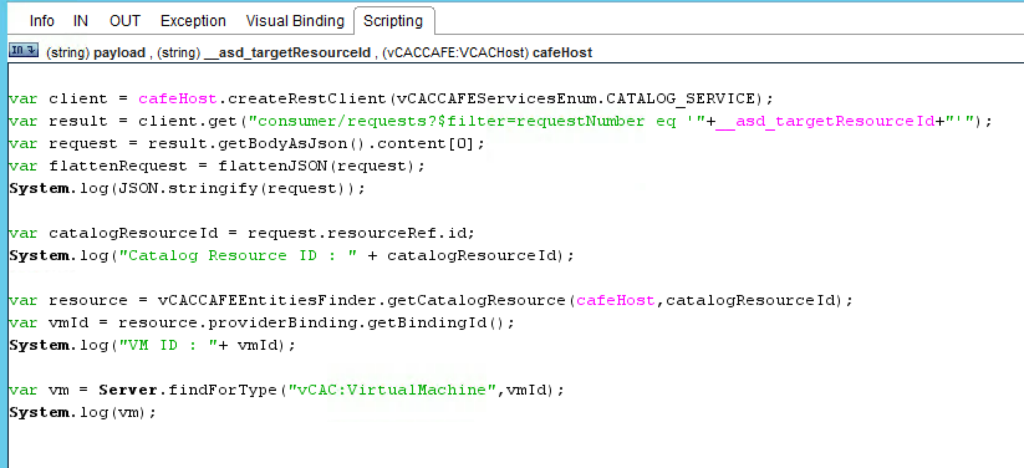 Info IN OUT Exception Visual Binding Scripting
IN (string) payload , (string) __asd_targetResourceId , (vCACCAFE:VCACHost) cafeHost
var client = cafeHost.createRestClient(vCACCAFEServicesEnum.CATALOG_SERVICE);
var result = client.get("consumer/requests?$filter=requestNumber eq '"+__asd_targetResourceId+"'");
var request = result.getBodyAsJson().content[0];
var flattenRequest = flattenJSON(request);
System.log(JSON.stringify(request));
var catalogResourceId = request.resourceRef.id;
System.log("Catalog Resource ID : " + catalogResourceId);
var resource = vCACCAFEEntitiesFinder.getCatalogResource(cafeHost,catalogResourceId);
var vmId = resource.providerBinding.getBindingId();
System.log("VM ID : "+ vmId);
var vm = Server.findForType("vCAC:VirtualMachine",vmId);
System.log(vm);